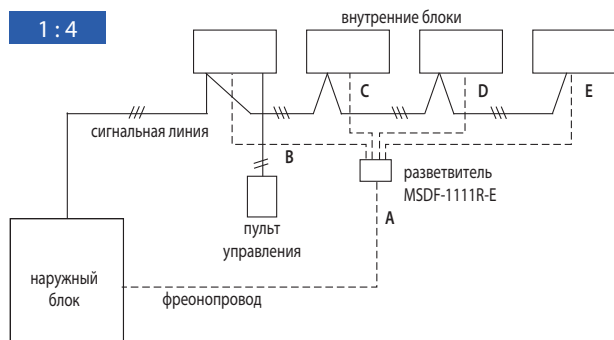 1 : 4
внутренние блоки
C
D
E
сигнальная линия
B
разветвитель
MSDF-1111R-E
A
пульт
управления
наружный
блок
фреонопровод